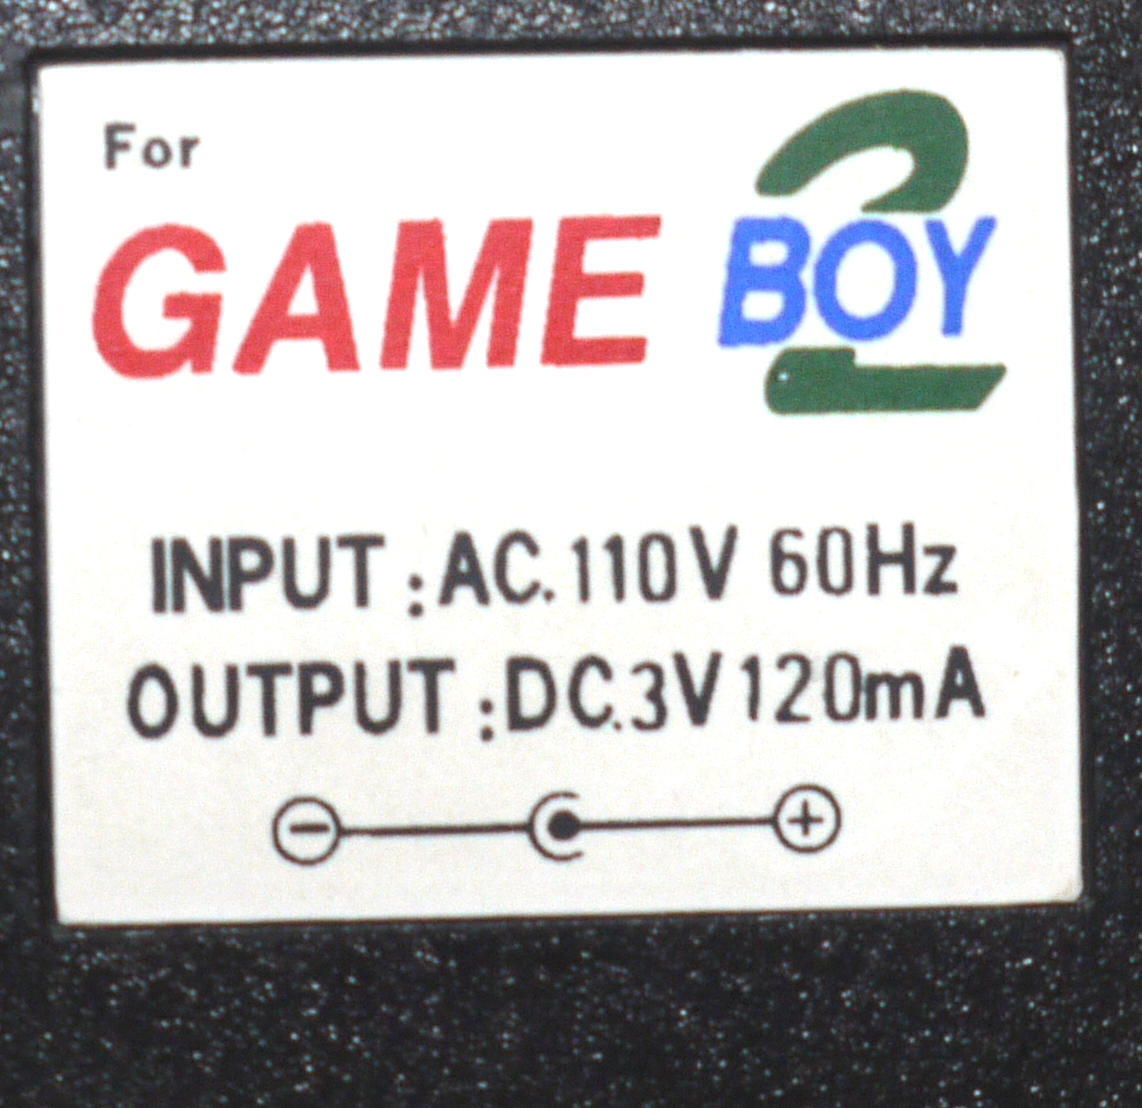 For
GAME BOY 2
INPUT : AC. 110V 60Hz
OUTPUT : DC. 3V 120mA
- +